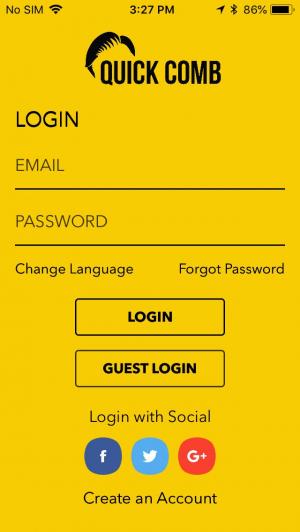 No SIM 3:27 PM 86%
QUICK COMB
LOGIN
EMAIL
PASSWORD
Change Language Forgot Password
LOGIN
GUEST LOGIN
Login with Social
f G+
Create an Account